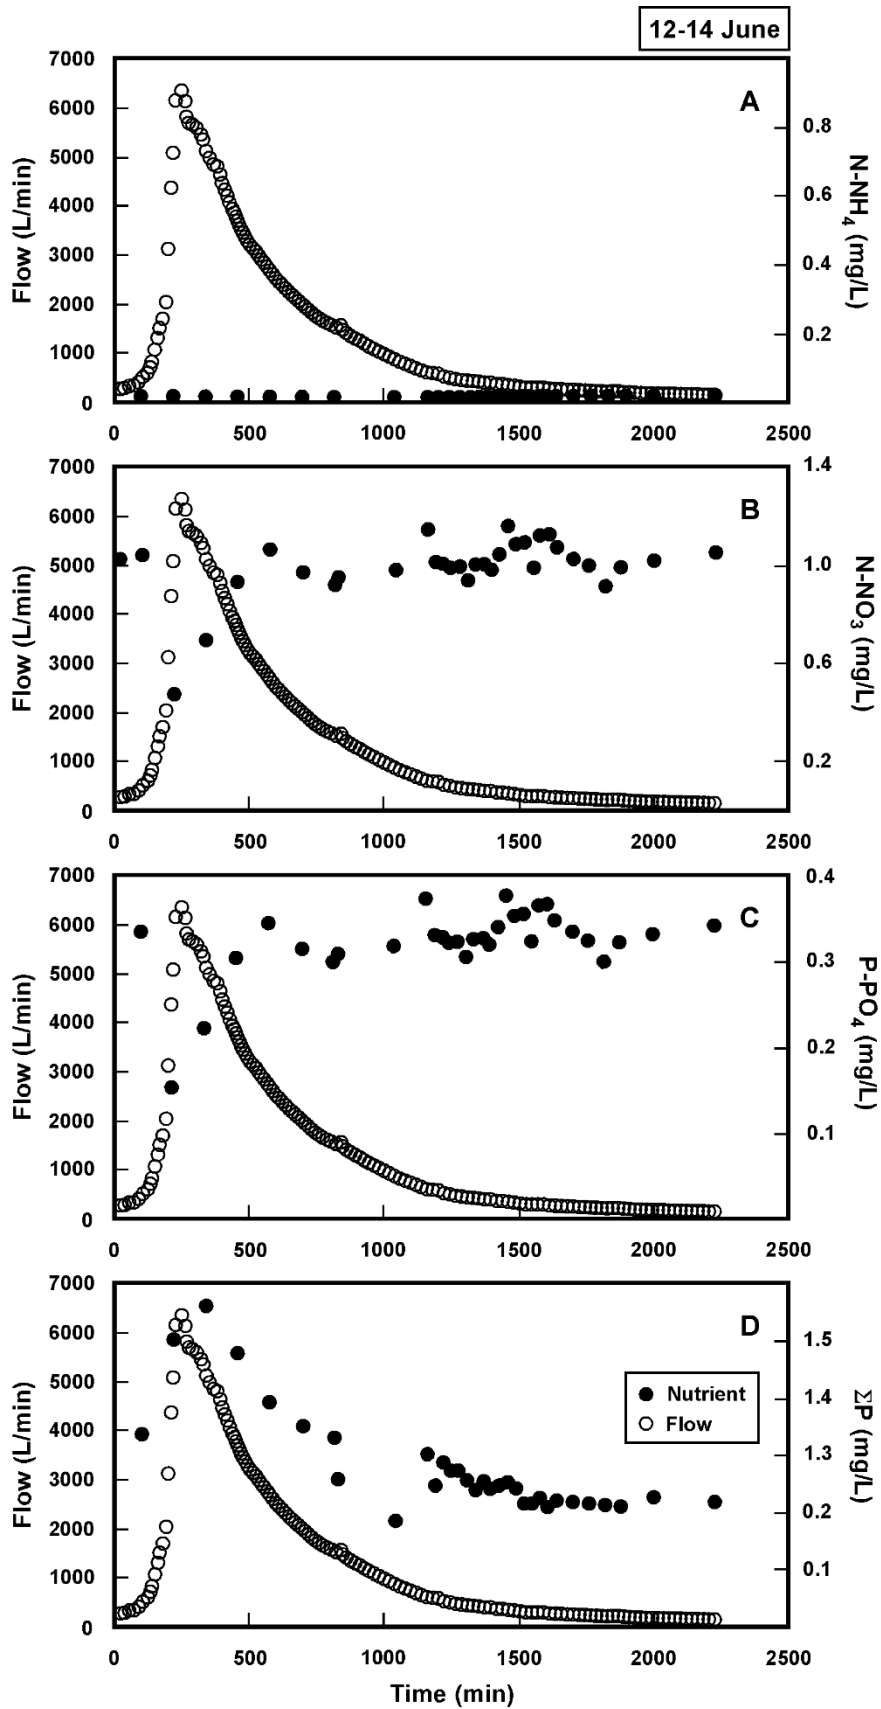 12-14 June
7000
6000
5000
4000
3000
2000
1000
0
Flow (L/min)
A
0.8
0.6
0.4
0.2
N-NH4 (mg/L)
0 500 1000 1500 2000 2500
7000
6000
5000
4000
3000
2000
1000
0
Flow (L/min)
B
1.4
1.0
0.6
0.2
N-NO3 (mg/L)
0 500 1000 1500 2000 2500
7000
6000
5000
4000
3000
2000
1000
0
Flow (L/min)
C
0.4
0.3
0.2
0.1
P-PO4 (mg/L)
0 500 1000 1500 2000 2500
7000
6000
5000
4000
3000
2000
1000
0
Flow (L/min)
D
Nutrient
Flow
1.5
1.4
1.3
0.2
0.1
ΣP (mg/L)
0 500 1000 1500 2000 2500
Time (min)